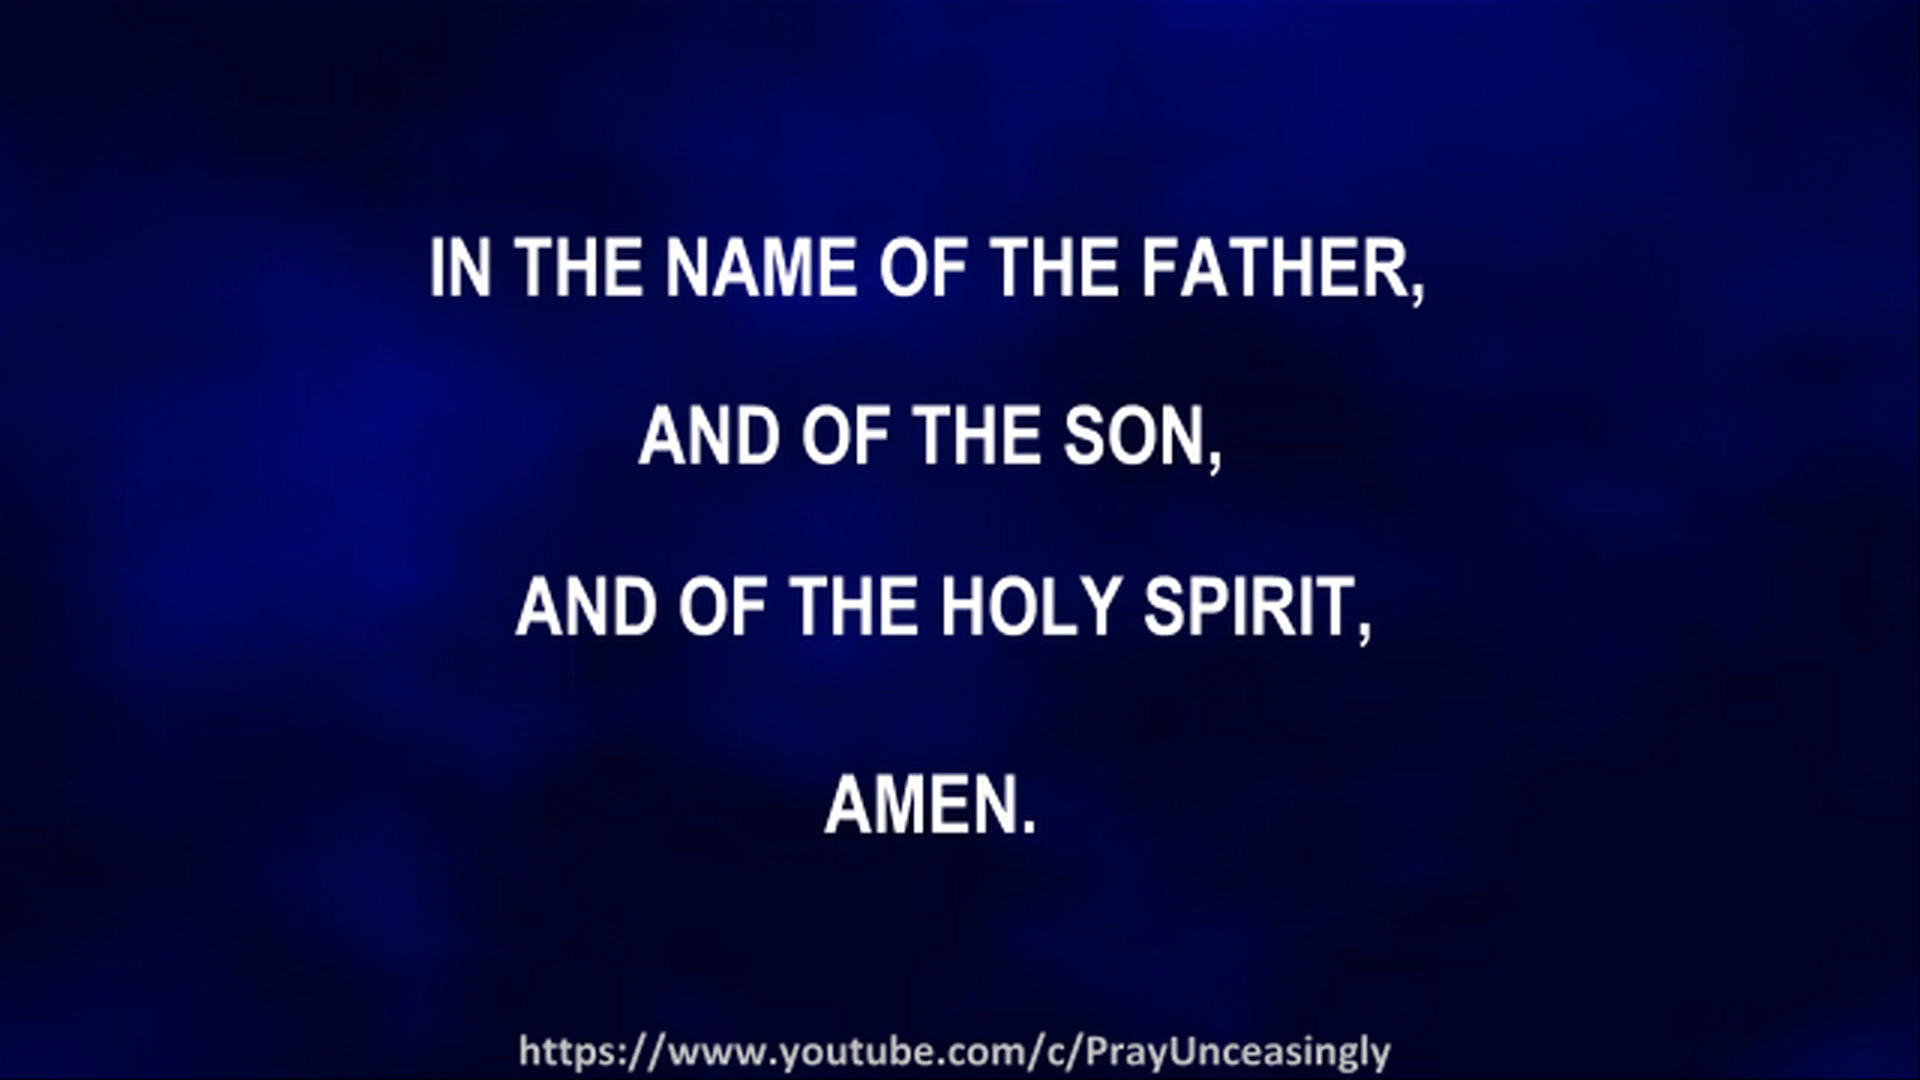 IN THE NAME OF THE FATHER,
AND OF THE SON,
AND OF THE HOLY SPIRIT,
AMEN.
https://www.youtube.com/c/PrayUnceasingly